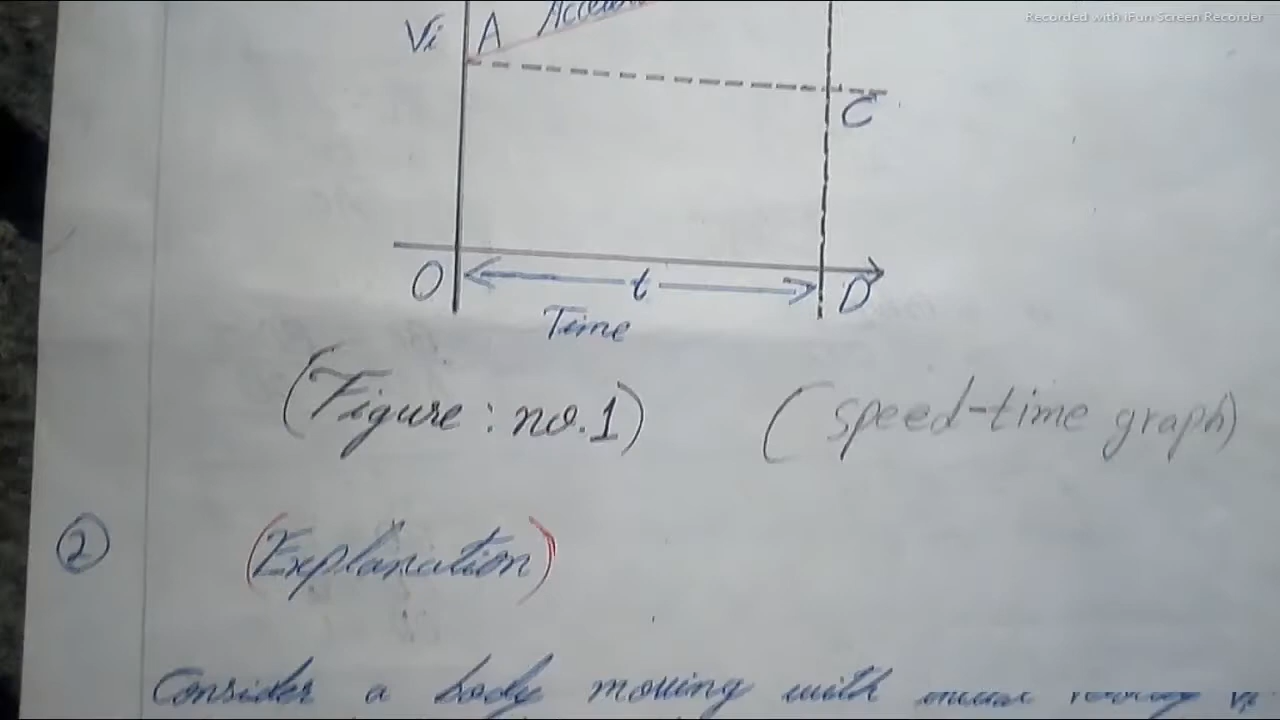 Recorded with iFun Screen Recorder
Vi A
C
O t D
Time
(Figure : no.1) (speed-time graph)
2 (Explanation)
Consider a body moving with